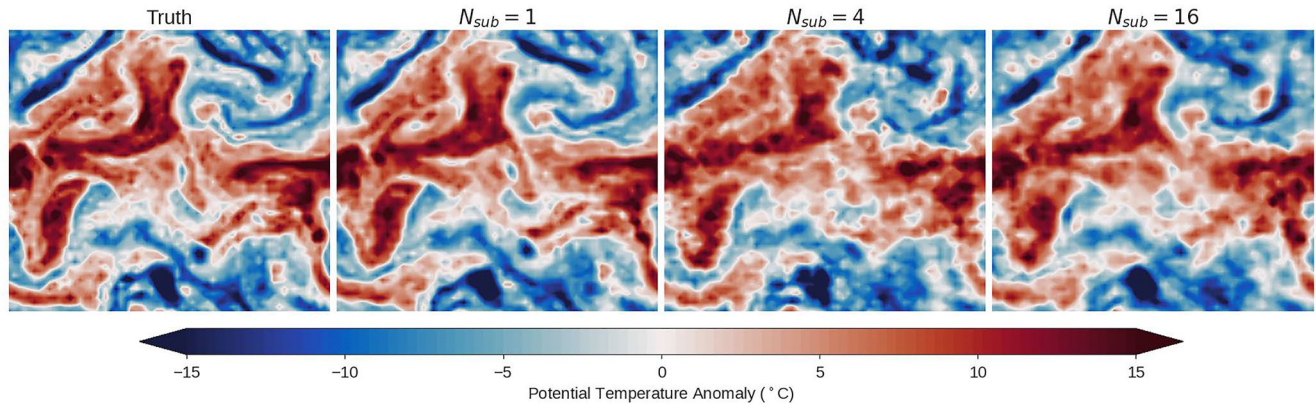 Truth
N_sub = 1
N_sub = 4
N_sub = 16
−15
−10
−5
0
5
10
15
Potential Temperature Anomaly (°C)